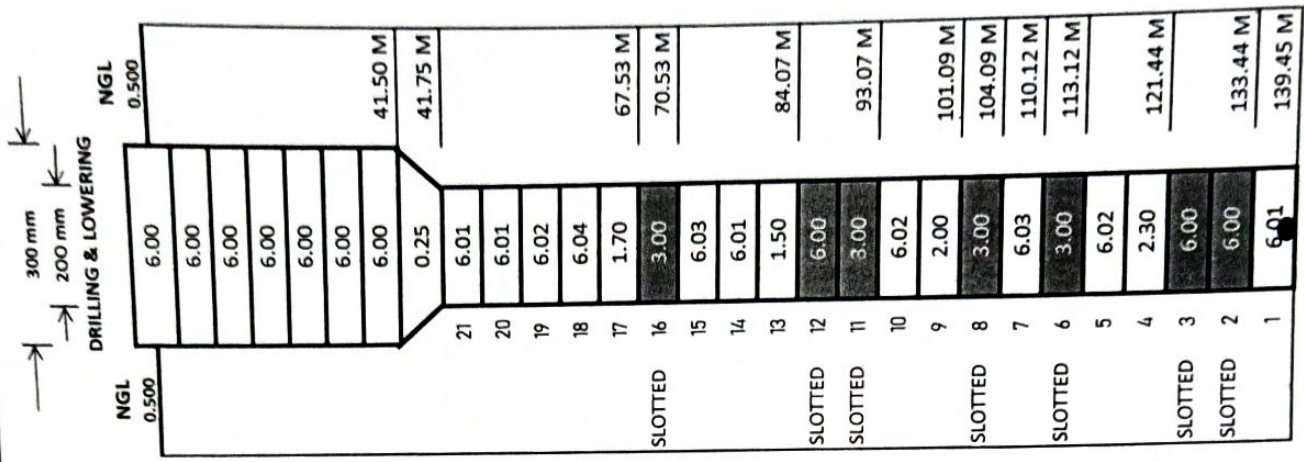 300 mm
200 mm
DRILLING & LOWERING
NGL
0.500
NGL
0.500
6.00
6.00
6.00
6.00
6.00
6.00
6.00 41.50 M
0.25 41.75 M
21 6.01
20 6.01
19 6.02
18 6.04
17 1.70 67.53 M
SLOTTED 16 3.00 70.53 M
15 6.03
14 6.01
13 1.50 84.07 M
SLOTTED 12 6.00
SLOTTED 11 3.00 93.07 M
10 6.02
9 2.00 101.09 M
SLOTTED 8 3.00 104.09 M
7 6.03 110.12 M
SLOTTED 6 3.00 113.12 M
5 6.02
4 2.30 121.44 M
SLOTTED 3 6.00
SLOTTED 2 6.00 133.44 M
1 6.01 139.45 M